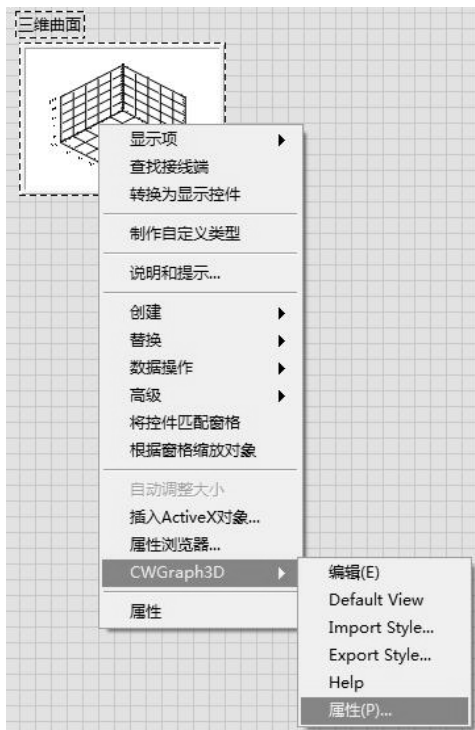 三维曲面
显示项
查找接线端
转换为显示控件
制作自定义类型
说明和提示...
创建
替换
数据操作
高级
将控件匹配窗格
根据窗格缩放对象
自动调整大小
插入ActiveX对象...
属性浏览器...
CWGraph3D
属性
编辑(E)
Default View
Import Style...
Export Style...
Help
属性(P)...